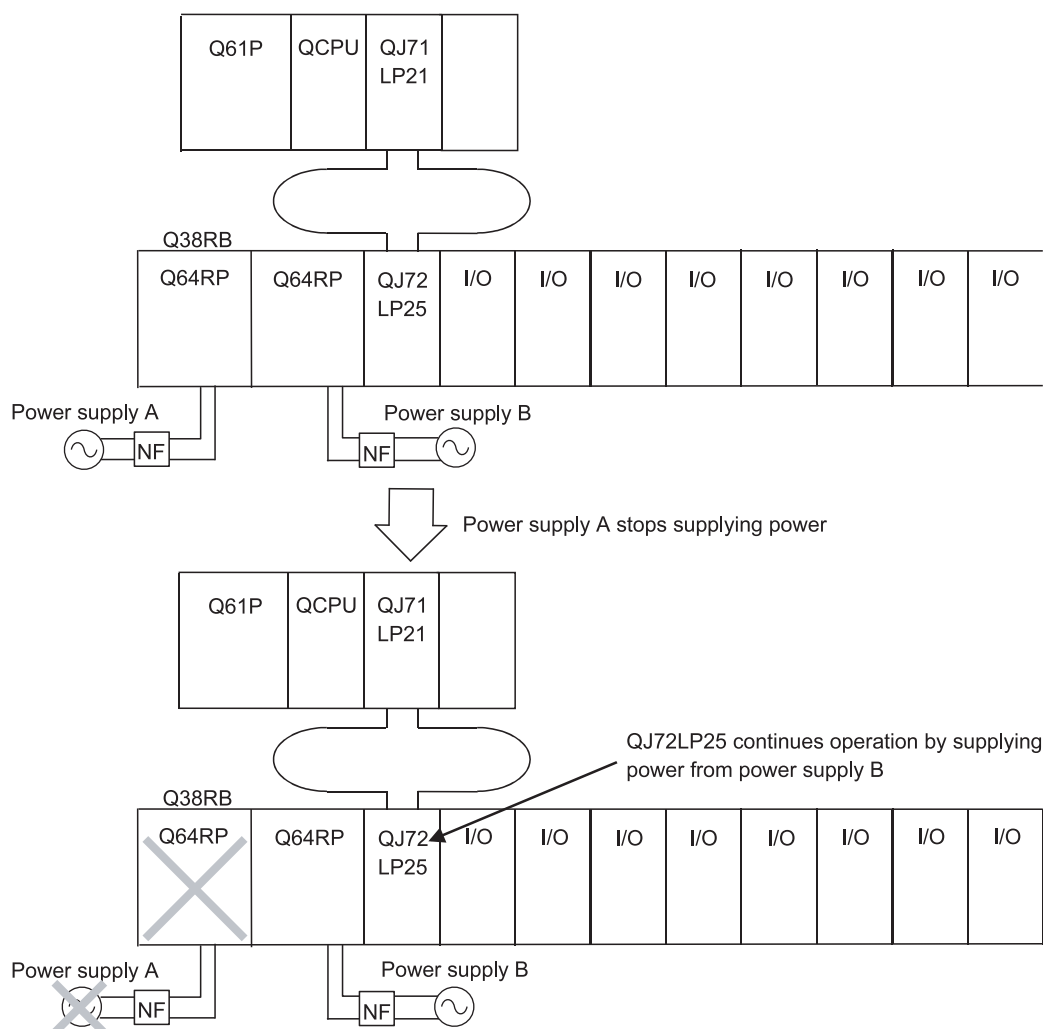 Q61P QCPU QJ71
LP21
Q38RB
Q64RP Q64RP QJ72 I/O I/O I/O I/O I/O I/O I/O I/O
LP25
Power supply A Power supply B
NF NF
Power supply A stops supplying power
Q61P QCPU QJ71
LP21
QJ72LP25 continues operation by supplying
power from power supply B
Q38RB
Q64RP Q64RP QJ72 I/O I/O I/O I/O I/O I/O I/O I/O
LP25
Power supply A Power supply B
NF NF